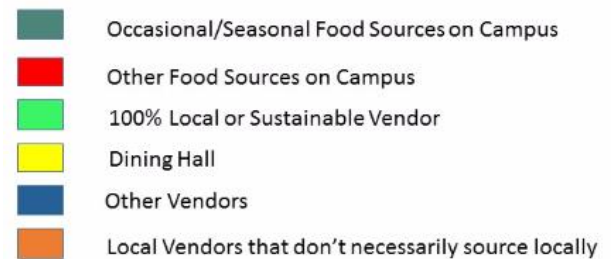 Occasional/Seasonal Food Sources on Campus
Other Food Sources on Campus
100% Local or Sustainable Vendor
Dining Hall
Other Vendors
Local Vendors that don't necessarily source locally